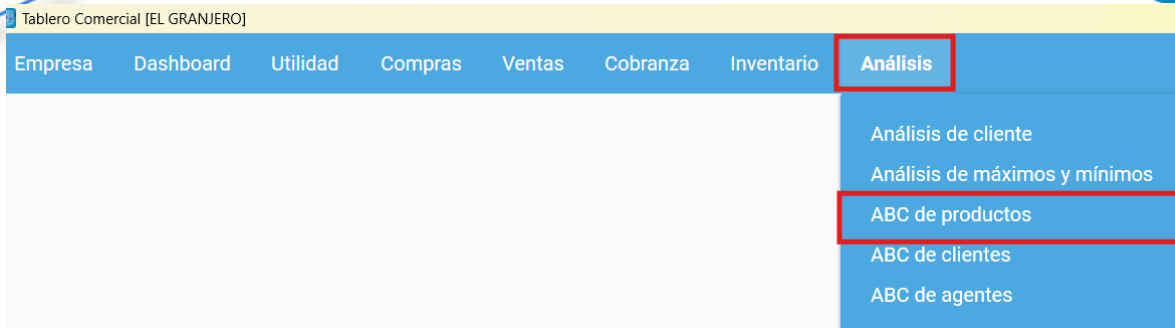 Tablero Comercial [EL GRANJERO]
Empresa Dashboard Utilidad Compras Ventas Cobranza Inventario Análisis
Análisis de cliente
Análisis de máximos y mínimos
ABC de productos
ABC de clientes
ABC de agentes